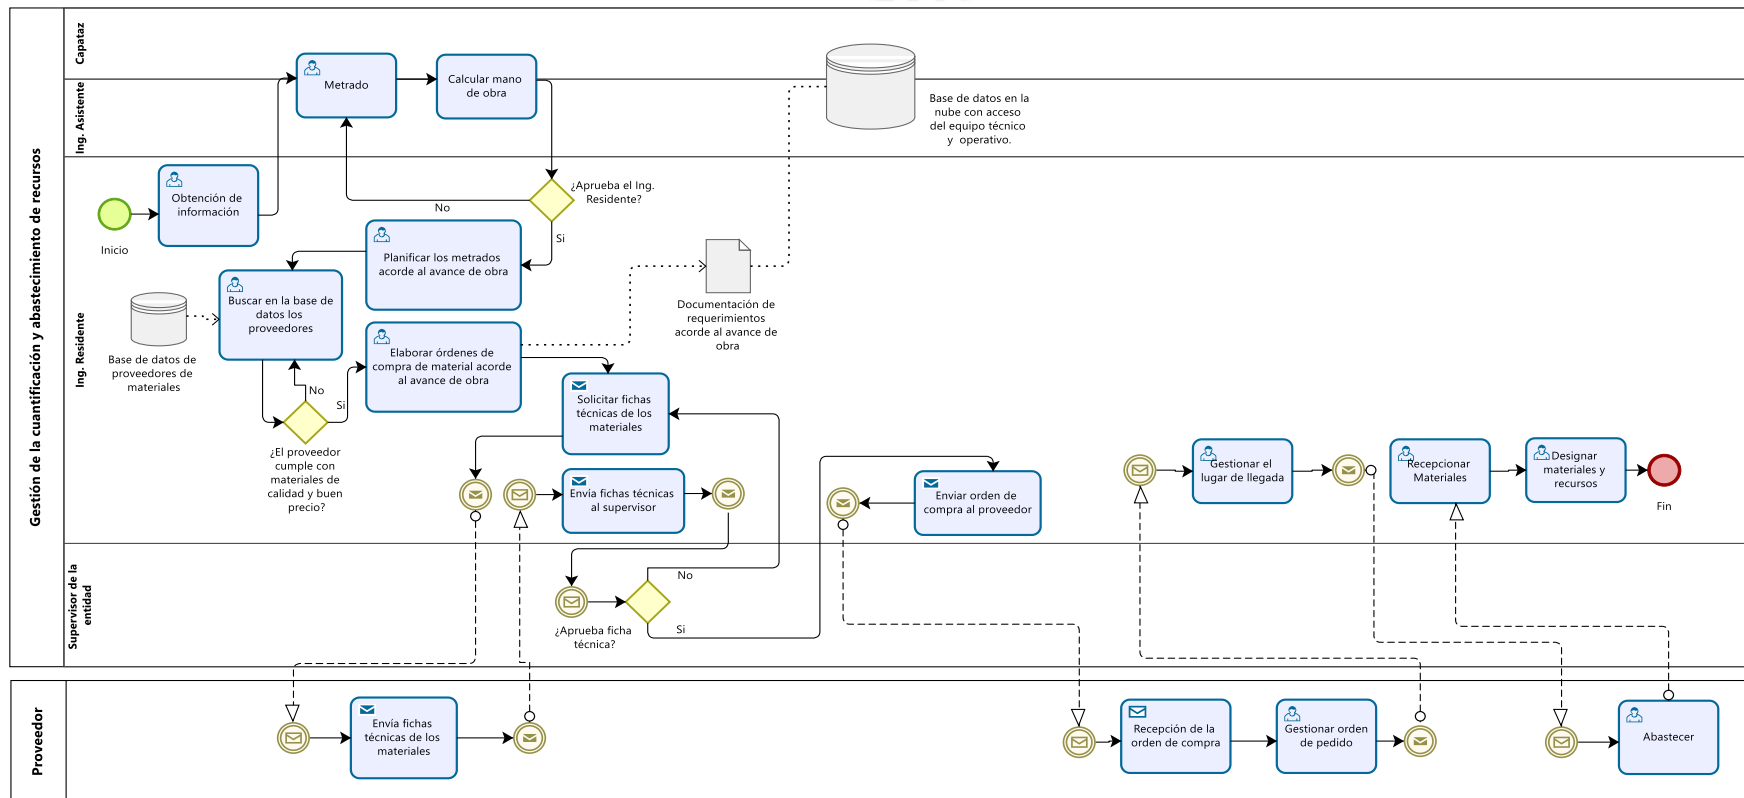 Gestión de la cuantificación y abastecimiento de recursos
Capataz
Ing. Asistente
Ing. Residente
Supervisor de la
entidad
Proveedor
Metrado
Calcular mano
de obra
Base de datos en la
nube con acceso
del equipo técnico
y operativo.
Inicio
Obtención de
información
¿Aprueba el Ing.
Residente?
No
Si
Planificar los metrados
acorde al avance de obra
Buscar en la base de
datos los
proveedores
Base de datos de
proveedores de
materiales
Documentación de
requerimientos
acorde al avance de
obra
Elaborar órdenes de
compra de material acorde
al avance de obra
No
Si
¿El proveedor
cumple con
materiales de
calidad y buen
precio?
Solicitar fichas
técnicas de los
materiales
Envía fichas técnicas
al supervisor
Enviar orden de
compra al proveedor
Gestionar el
lugar de llegada
Recepcionar
Materiales
Designar
materiales y
recursos
Fin
No
Si
¿Aprueba ficha
técnica?
Envía fichas
técnicas de los
materiales
Recepción de la
orden de compra
Gestionar orden
de pedido
Abastecer